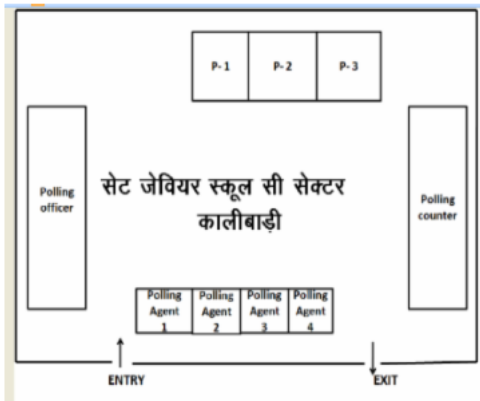 P-1 P-2 P-3
Polling
officer
सेट जेवियर स्कूल सी सेक्टर
कालीबाड़ी
Polling
counter
Polling
Agent
1
Polling
Agent
2
Polling
Agent
3
Polling
Agent
4
ENTRY
EXIT